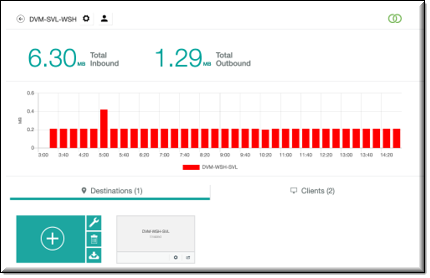 DVM-SVL-WSH
6.30 MB Total Inbound
1.29 MB Total Outbound
0.6
0.4
MB
0.2
0
3:00 3:40 4:20 5:00 5:40 6:20 7:00 7:40 8:20 9:00 9:40 10:20 11:00 11:40 12:20 13:00 13:40 14:20
DVM-WSH-SVL
Destinations (1)
Clients (2)
DVM-WSH-SVL